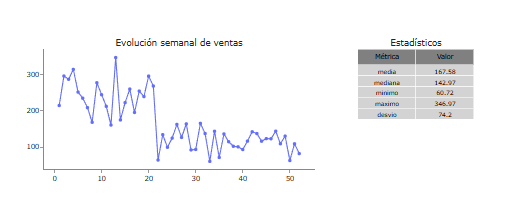 Evolución semanal de ventas
300
200
100
0 10 20 30 40 50
Estadísticos
Métrica Valor
media 167.58
mediana 142.97
minimo 60.72
maximo 346.97
desvio 74.2